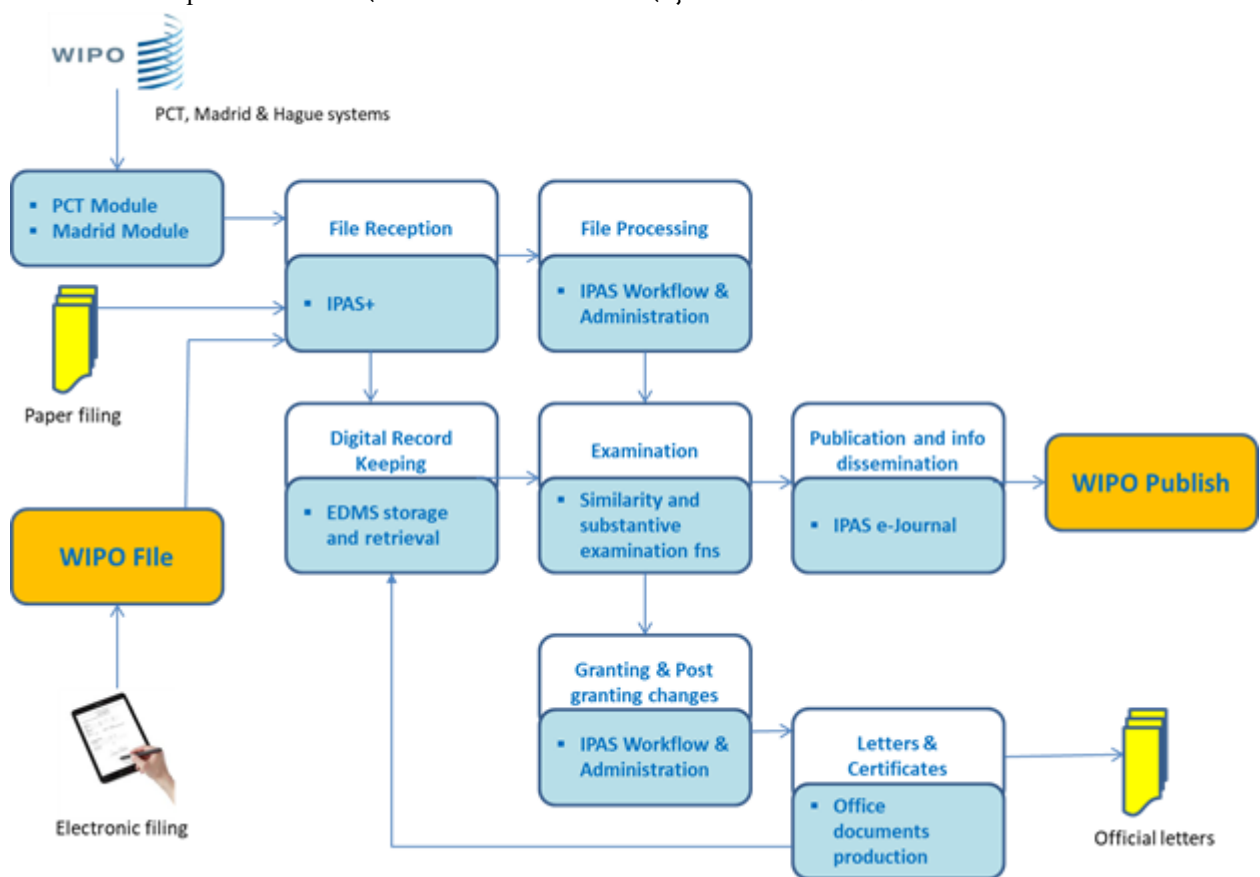 WIPO
PCT, Madrid & Hague systems
▪ PCT Module
▪ Madrid Module
File Reception
▪ IPAS+
File Processing
▪ IPAS Workflow &
Administration
Paper filing
Digital Record
Keeping
▪ EDMS storage
and retrieval
Examination
▪ Similarity and
substantive
examination fns
Publication and info
dissemination
▪ IPAS e-Journal
WIPO Publish
WIPO FIle
Granting & Post
granting changes
▪ IPAS Workflow &
Administration
Letters &
Certificates
▪ Office
documents
production
Electronic filing
Official letters